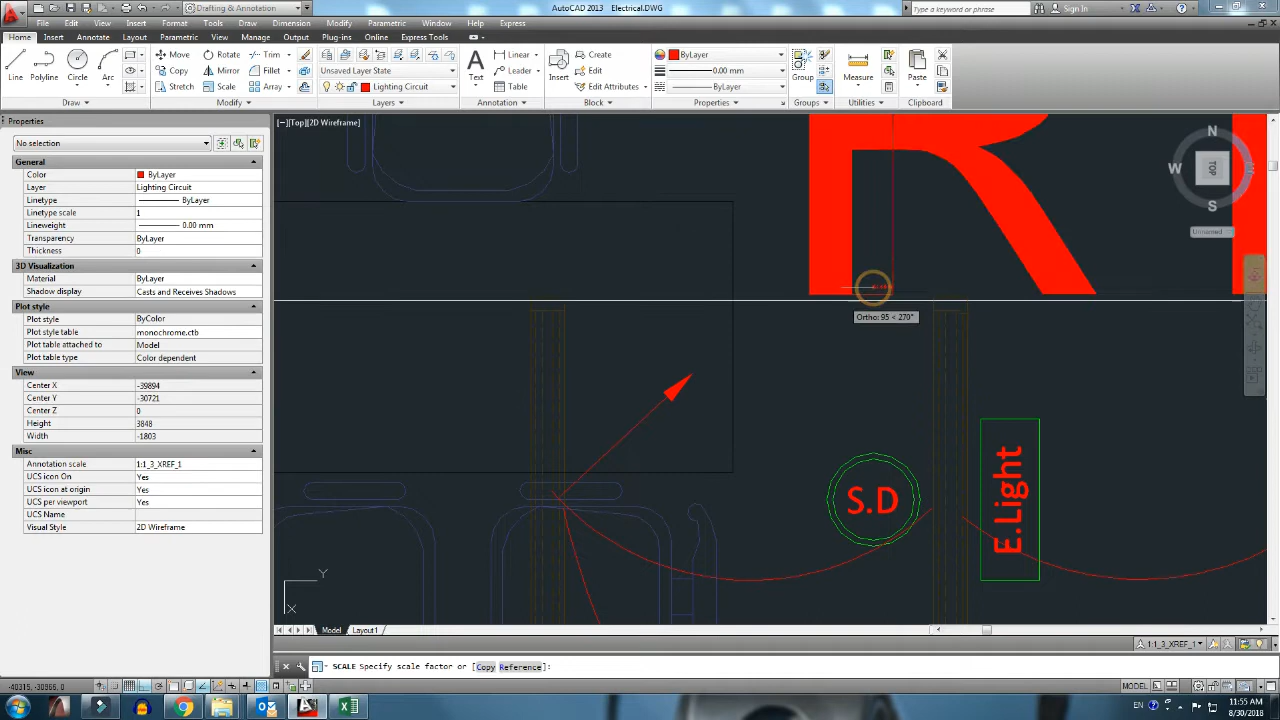 Drafting & Annotation
AutoCAD 2013 Electrical.DWG
Type a keyword or phrase
Sign In
File Edit View Insert Format Tools Draw Dimension Modify Parametric Window Help Express
Home Insert Annotate Layout Parametric View Manage Output Plug-ins Online Express Tools
Line Polyline Circle Arc
Move Rotate Trim
Copy Mirror Fillet
Stretch Scale Array
Unsaved Layer State
Lighting Circuit
Text
Linear
Leader
Table
Insert
Create
Edit
Edit Attributes
ByLayer
0.00 mm
ByLayer
Group
Measure
Paste
Draw Modify Layers Annotation Block Properties Groups Utilities Clipboard
Properties
No selection
General
Color ByLayer
Layer Lighting Circuit
Linetype ByLayer
Linetype scale 1
Lineweight 0.00 mm
Transparency ByLayer
Thickness 0
3D Visualization
Material ByLayer
Shadow display Casts and Receives Shadows
Plot style
Plot style ByColor
Plot style table monochrome.ctb
Plot table attached to Model
Plot table type Color dependent
View
Center X -39894
Center Y -30721
Center Z 0
Height 3848
Width -1803
Misc
Annotation scale 1:1_3_XREF_1
UCS icon On Yes
UCS icon at origin Yes
UCS per viewport Yes
UCS Name
Visual Style 2D Wireframe
[−][Top][2D Wireframe]
R
N
W
TOP
S
Unnamed
Ortho: 95 < 270°
S.D
E.Light
Y
X
Model Layout1
1:1_3_XREF_1
SCALE Specify scale factor or [Copy Reference]:
-40315, -30866, 0
MODEL
EN
11:55 AM
8/30/2018